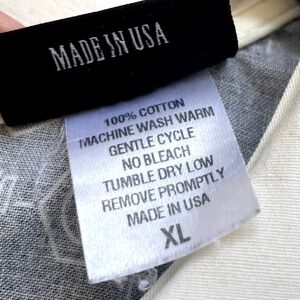 MADE IN USA
100% COTTON
MACHINE WASH WARM
GENTLE CYCLE
NO BLEACH
TUMBLE DRY LOW
REMOVE PROMPTLY
MADE IN USA
XL